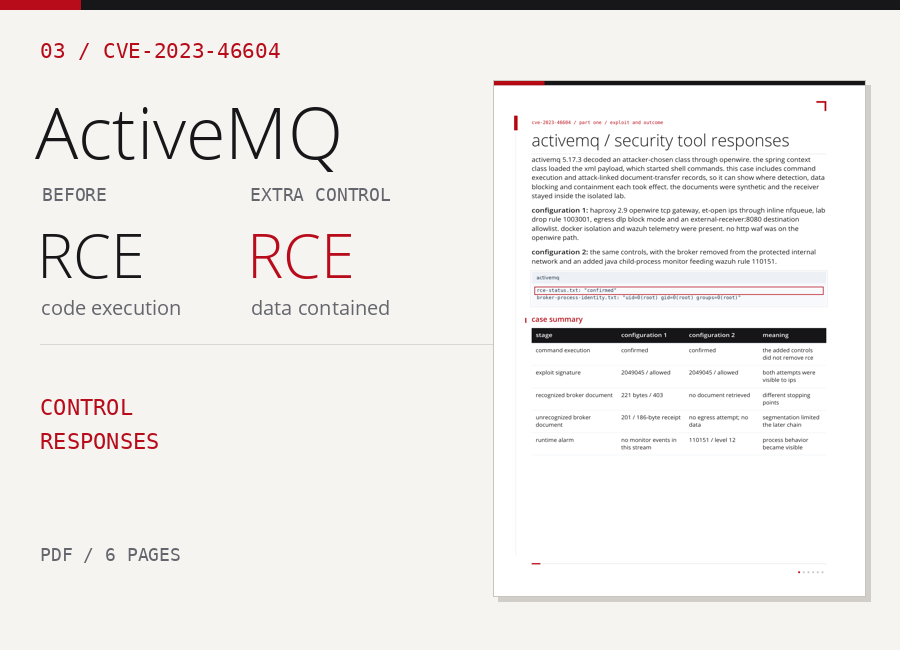 03 / CVE-2023-46604
ActiveMQ
BEFORE
EXTRA CONTROL
RCE
RCE
code execution
data contained
CONTROL
RESPONSES
PDF / 6 PAGES
cve-2023-46604 / part one / exploit and outcome
activemq / security tool responses
activemq 5.17.3 decoded an attacker-chosen class through openwire. the spring context
class loaded the xml payload, which started shell commands. this case includes command
execution and attack-linked document-transfer records, so it can show where detection, data
blocking and containment each took effect. the documents were synthetic and the receiver
stayed inside the isolated lab.
configuration 1: haproxy 2.9 openwire tcp gateway, et-open ips through inline nfqueue, lab
drop rule 1003001, egress dlp block mode and an external-receiver:8080 destination
allowlist. docker isolation and wazuh telemetry were present. no http waf was on the
openwire path.
configuration 2: the same controls, with the broker removed from the protected internal
network and an added java child-process monitor feeding wazuh rule 110151.
activemq
rce-status.txt: "confirmed"
broker-process-identity.txt: "uid=0(root) gid=0(root) groups=0(root)"
case summary
stage configuration 1 configuration 2 meaning
command execution confirmed confirmed the added controls
did not remove rce
exploit signature 2049045 / allowed 2049045 / allowed both attempts were
visible to ips
recognized broker document 221 bytes / 403 no document retrieved different stopping
points
unrecognized broker 201 / 186-byte receipt no egress attempt; no segmentation limited
document data the later chain
runtime alarm no monitor events in 110151 / level 12 process behavior
this stream became visible